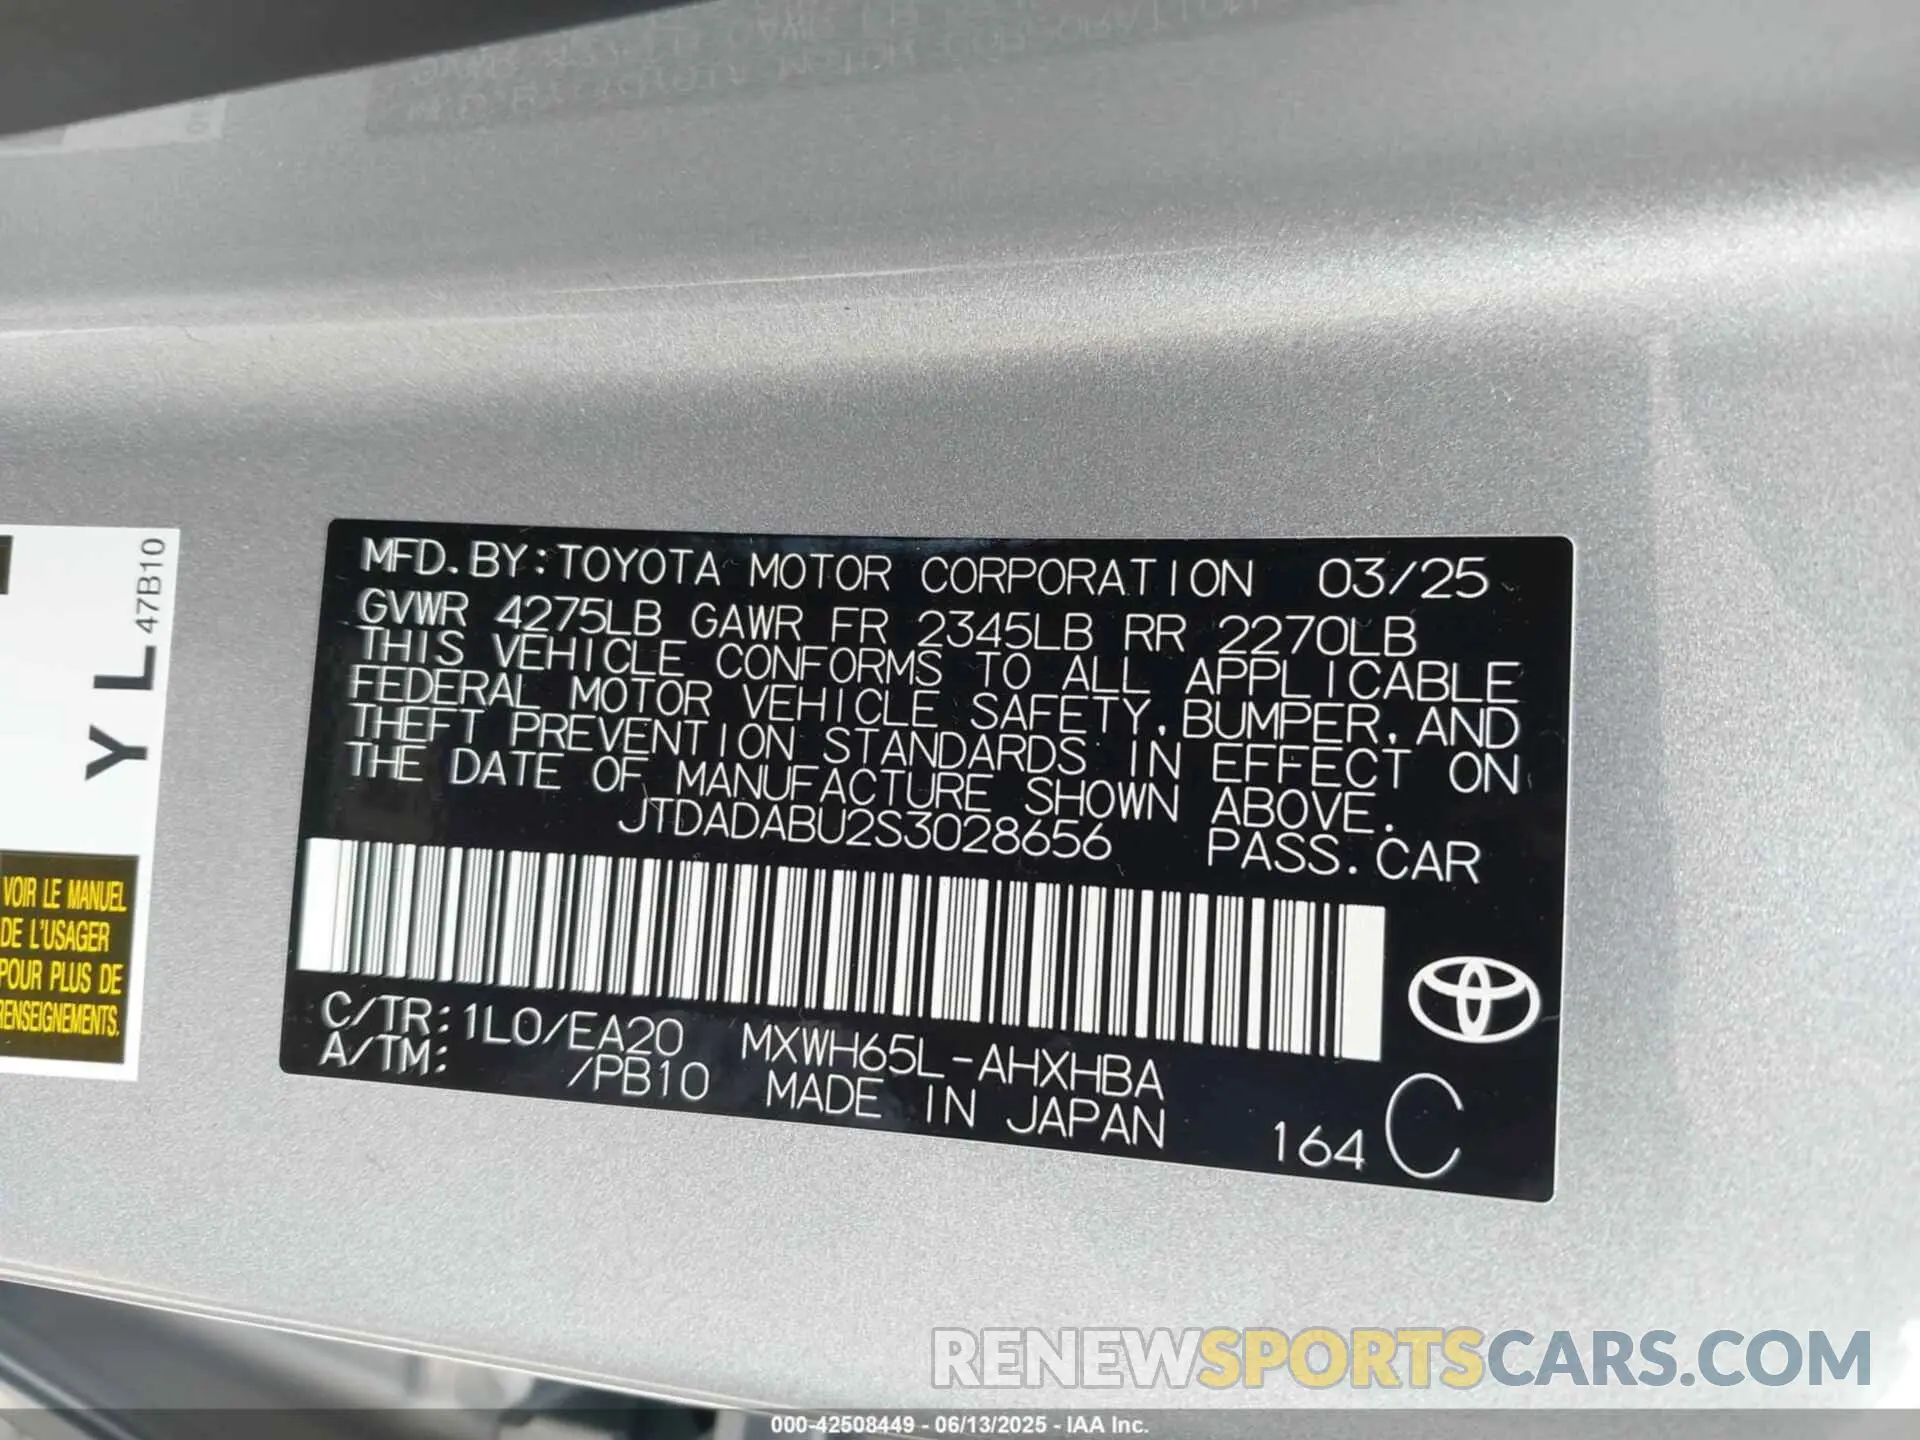 MFD. BY: TOYOTA MOTOR CORPORATION 03/25
GVWR 4275LB GAWR FR 2345LB RR 2270LB
THIS VEHICLE CONFORMS TO ALL APPLICABLE
FEDERAL MOTOR VEHICLE SAFETY, BUMPER, AND
THEFT PREVENTION STANDARDS IN EFFECT ON
THE DATE OF MANUFACTURE SHOWN ABOVE.
JTDADABU2S3028656 PASS. CAR
C/TR: 1L0/EA20 MXWH65L-AHXHBA
A/TM: /PB10 MADE IN JAPAN
164 C
YL 47B10
VOIR LE MANUEL
DE L'USAGER
POUR PLUS DE
RENSEIGNEMENTS.
RENEWSPORTSCARS.COM
000-42508449 - 06/13/2025 - IAA Inc.